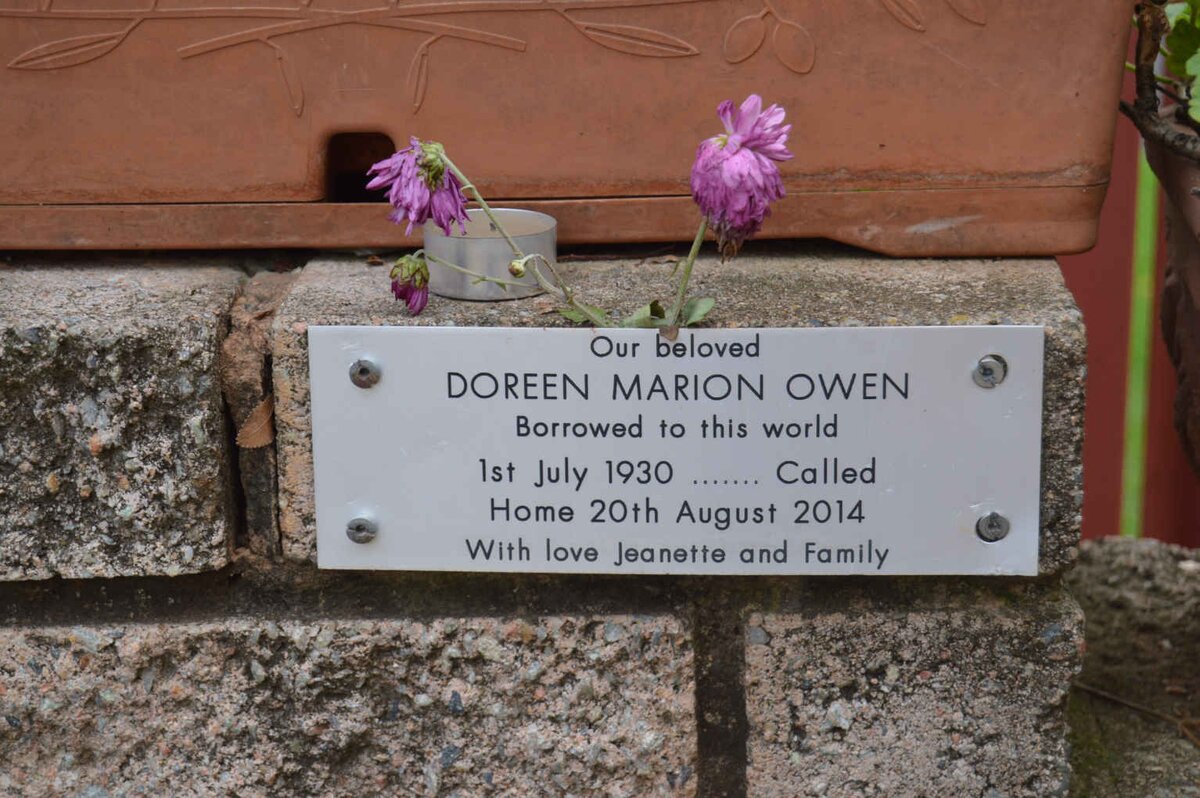 Our beloved
DOREEN MARION OWEN
Borrowed to this world
1st July 1930 ....... Called
Home 20th August 2014
With love Jeanette and Family